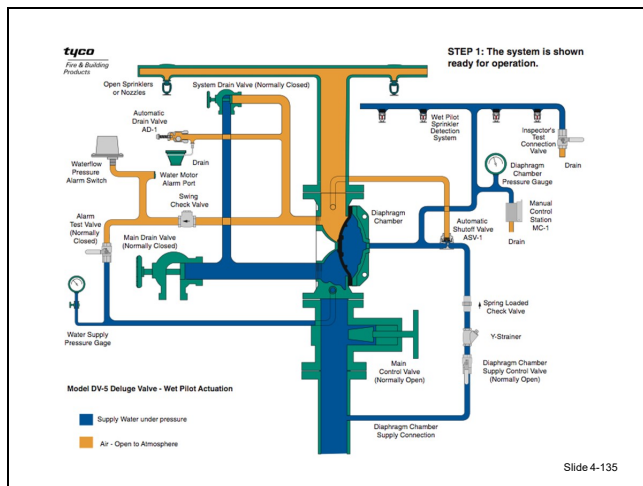 tyco
Fire & Building
Products
STEP 1: The system is shown
ready for operation.
Open Sprinklers
or Nozzles
System Drain Valve (Normally Closed)
Automatic
Drain Valve
AD-1
Drain
Waterflow
Pressure
Alarm Switch
Water Motor
Alarm Port
Swing
Check Valve
Alarm
Test Valve
(Normally
Closed)
Main Drain Valve
(Normally Closed)
Water Supply
Pressure Gage
Wet Pilot
Sprinkler
Detection
System
Inspector's
Test
Connection
Valve
Drain
Diaphragm
Chamber
Pressure Gauge
Diaphragm
Chamber
Automatic
Shutoff Valve
ASV-1
Manual
Control
Station
MC-1
Drain
Spring Loaded
Check Valve
Y-Strainer
Diaphragm Chamber
Supply Control Valve
(Normally Open)
Main
Control Valve
(Normally Open)
Diaphragm Chamber
Supply Connection
Model DV-5 Deluge Valve - Wet Pilot Actuation
Supply Water under pressure
Air - Open to Atmosphere
Slide 4-135